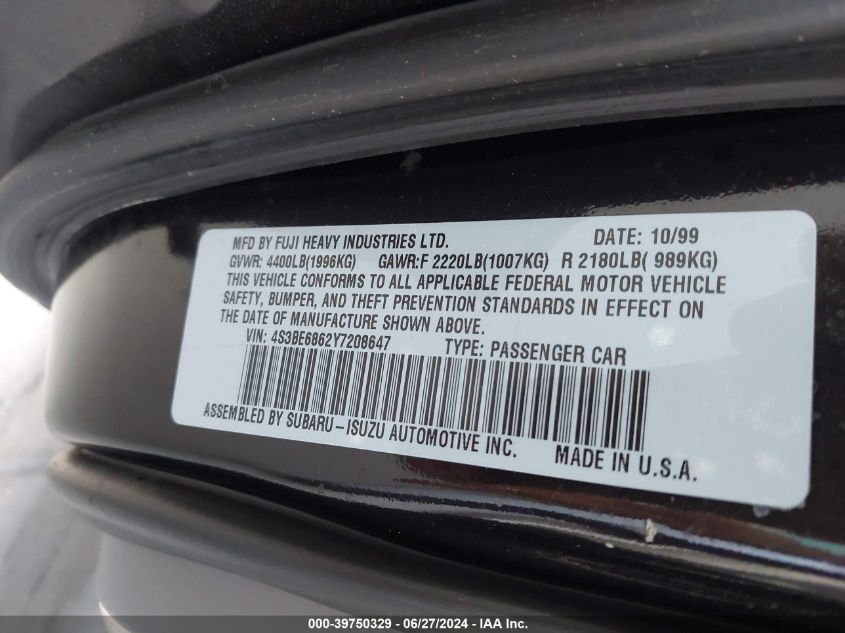 MFD BY FUJI HEAVY INDUSTRIES LTD. DATE: 10/99
GVWR: 4400LB(1996KG) GAWR:F 2220LB(1007KG) R 2180LB( 989KG)
THIS VEHICLE CONFORMS TO ALL APPLICABLE FEDERAL MOTOR VEHICLE
SAFETY, BUMPER, AND THEFT PREVENTION STANDARDS IN EFFECT ON
THE DATE OF MANUFACTURE SHOWN ABOVE.
VIN: 4S3BE6862Y7208647 TYPE: PASSENGER CAR
ASSEMBLED BY SUBARU-ISUZU AUTOMOTIVE INC. MADE IN U.S.A.
000-39750329 - 06/27/2024 - IAA Inc.